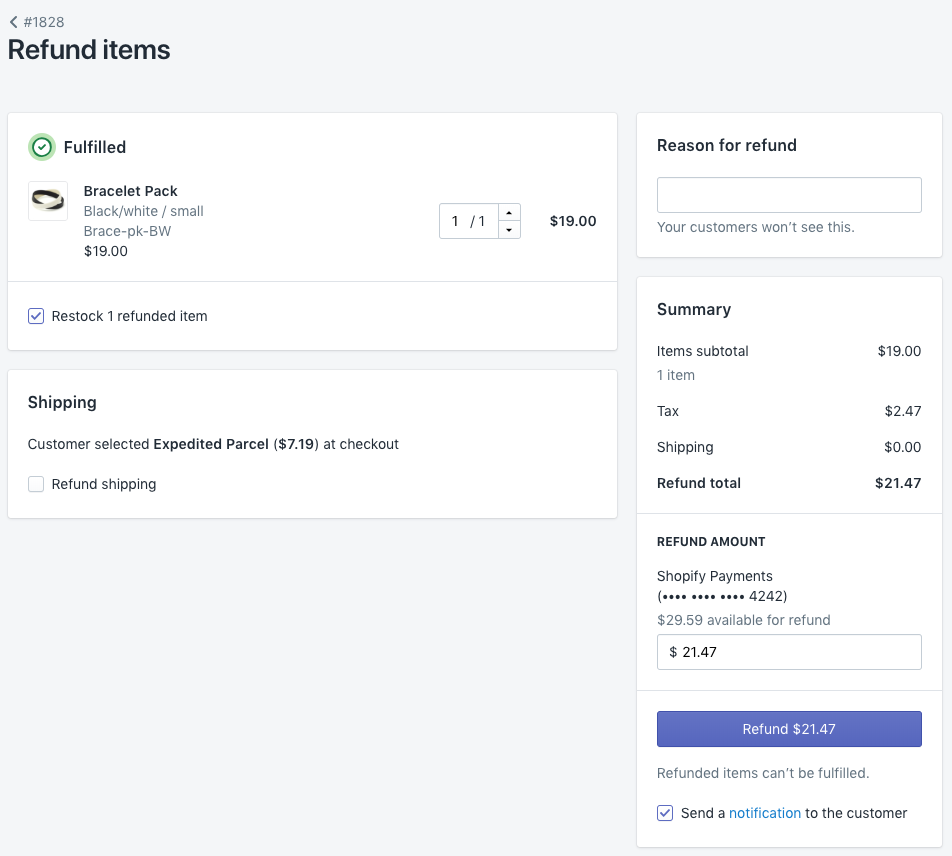 #1828
Refund items
Fulfilled
Bracelet Pack
Black/white / small
Brace-pk-BW
$19.00
1 / 1
$19.00
Restock 1 refunded item
Shipping
Customer selected Expedited Parcel ($7.19) at checkout
Refund shipping
Reason for refund
Your customers won’t see this.
Summary
Items subtotal $19.00
1 item
Tax $2.47
Shipping $0.00
Refund total $21.47
REFUND AMOUNT
Shopify Payments
(•••• •••• •••• 4242)
$29.59 available for refund
$ 21.47
Refund $21.47
Refunded items can’t be fulfilled.
Send a notification to the customer